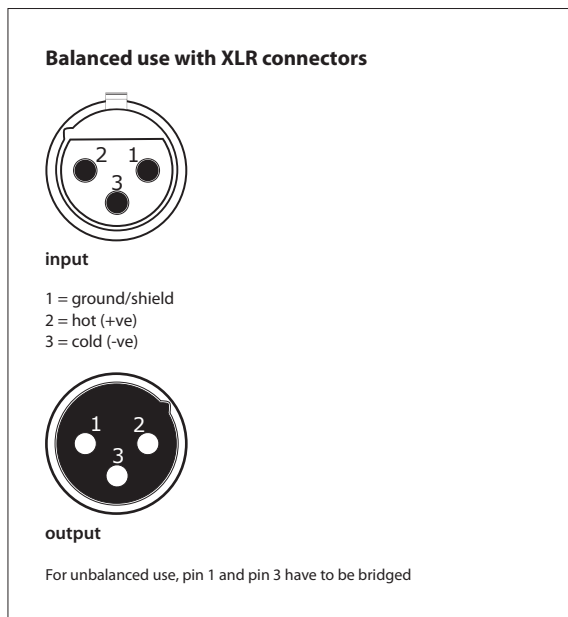 Balanced use with XLR connectors
2 1
3
input
1 = ground/shield
2 = hot (+ve)
3 = cold (-ve)
1 2
3
output
For unbalanced use, pin 1 and pin 3 have to be bridged